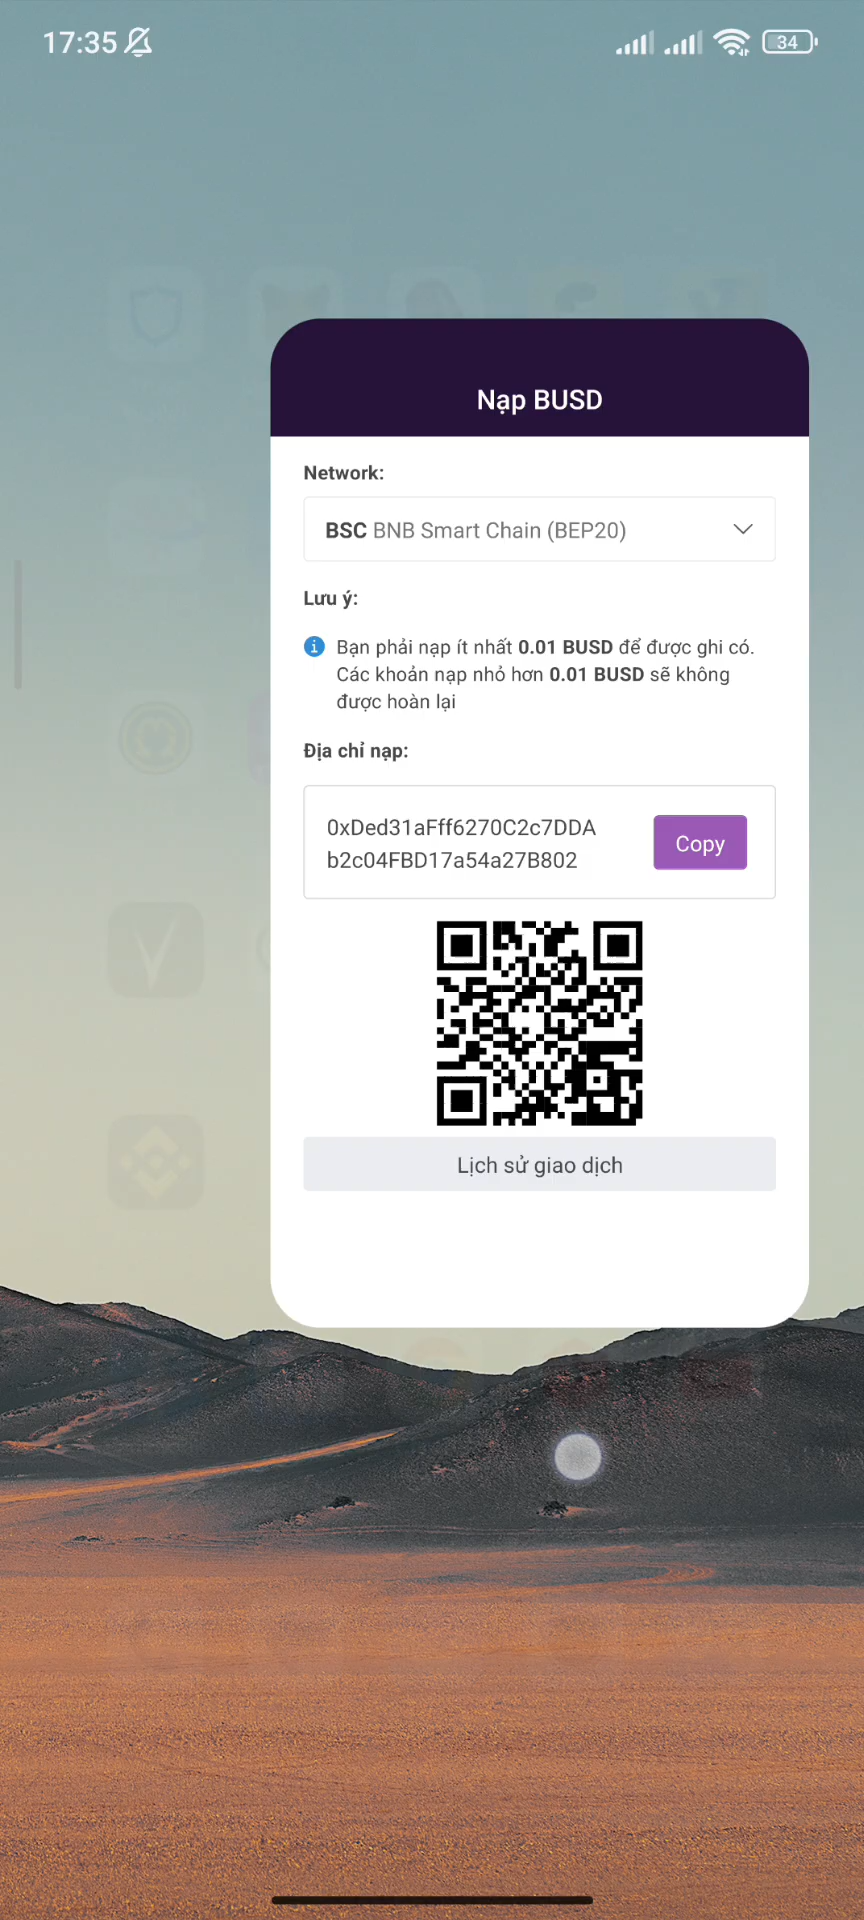 17:35
34
Nạp BUSD
Network:
BSC BNB Smart Chain (BEP20)
Lưu ý:
Bạn phải nạp ít nhất 0.01 BUSD để được ghi có.
Các khoản nạp nhỏ hơn 0.01 BUSD sẽ không
được hoàn lại
Địa chỉ nạp:
0xDed31aFff6270C2c7DDA
b2c04FBD17a54a27B802
Copy
Lịch sử giao dịch